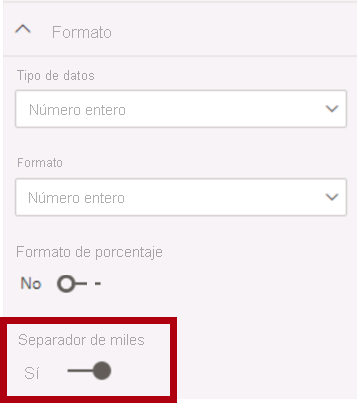 Formato
Tipo de datos
Número entero
Formato
Número entero
Formato de porcentaje
No
Separador de miles
Sí